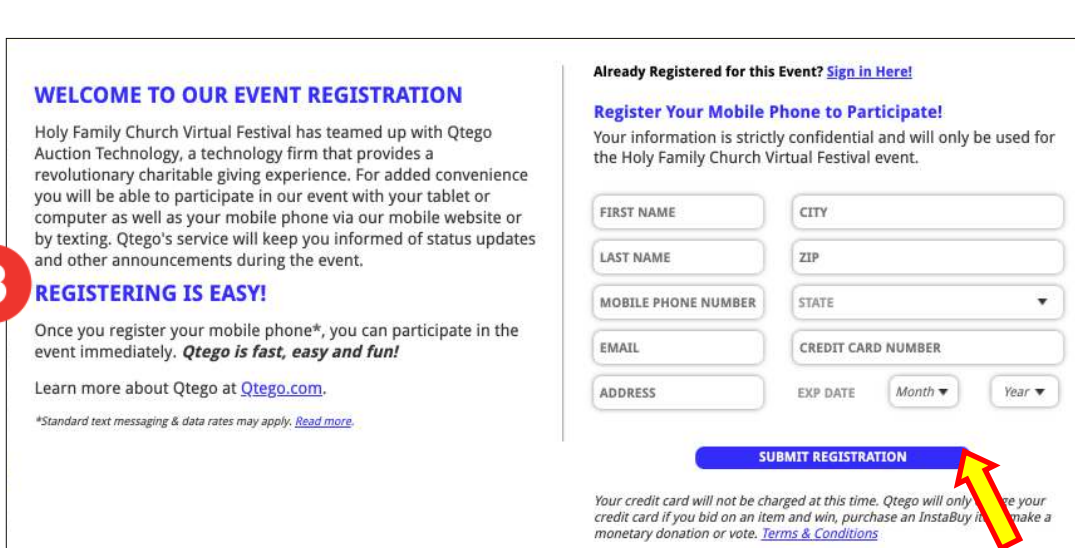 WELCOME TO OUR EVENT REGISTRATION
Holy Family Church Virtual Festival has teamed up with Qtego
Auction Technology, a technology firm that provides a
revolutionary charitable giving experience. For added convenience
you will be able to participate in our event with your tablet or
computer as well as your mobile phone via our mobile website or
by texting. Qtego's service will keep you informed of status updates
and other announcements during the event.
REGISTERING IS EASY!
Once you register your mobile phone*, you can participate in the
event immediately. Qtego is fast, easy and fun!
Learn more about Qtego at Qtego.com.
*Standard text messaging & data rates may apply. Read more.
Already Registered for this Event? Sign in Here!
Register Your Mobile Phone to Participate!
Your information is strictly confidential and will only be used for
the Holy Family Church Virtual Festival event.
FIRST NAME
CITY
LAST NAME
ZIP
MOBILE PHONE NUMBER
STATE
EMAIL
CREDIT CARD NUMBER
ADDRESS
EXP DATE
Month
Year
SUBMIT REGISTRATION
Your credit card will not be charged at this time. Qtego will only your
credit card if you bid on an item and win, purchase an InstaBuy make a
monetary donation or vote. Terms & Conditions